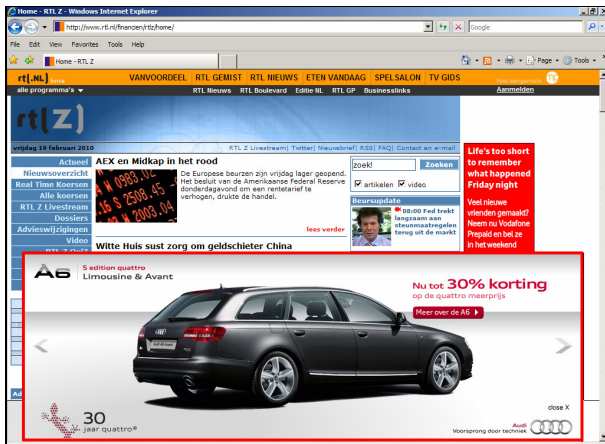 Home - RTL Z - Windows Internet Explorer
http://www.rtl.nl/financien/rtlz/home/
Google
File Edit View Favorites Tools Help
Home - RTL Z
Page Tools
rtl.NL home VANVOORDEEL RTL GEMIST RTL NIEUWS ETEN VANDAAG SPELSALON TV GIDS Niet aangemeld
alle programma's RTL Nieuws RTL Boulevard Editie NL RTL GP Businesslinks Aanmelden
rtl z
vrijdag 19 februari 2010 RTL Z Livestream| Twitter| Nieuwsbrief| RSS| FAQ| Contact en e-mail
Actueel
Nieuwsoverzicht
Real Time Koersen
Alle koersen
RTL Z Livestream
Dossiers
Advieswijzigingen
Video
RTL Z QuiZ
AEX en Midkap in het rood
De Europese beurzen zijn vrijdag lager geopend.
Het besluit van de Amerikaanse Federal Reserve
donderdagavond om een rentetarief te
verhogen, drukte de handel.
lees verder
Witte Huis sust zorg om geldschieter China
zoek! Zoeken
artikelen video
Beursupdate
08:00 Fed trekt
langzaam aan
steunmaatregelen
terug uit de markt
Life's too short
to remember
what happened
Friday night
Veel nieuwe
vrienden gemaakt?
Neem nu Vodafone
Prepaid en bel ze
in het weekend
A6 S edition quattro
Limousine & Avant
Nu tot 30% korting
op de quattro meerprijs
Meer over de A6
30
jaar quattro®
close X
Audi
Voorsprong door techniek